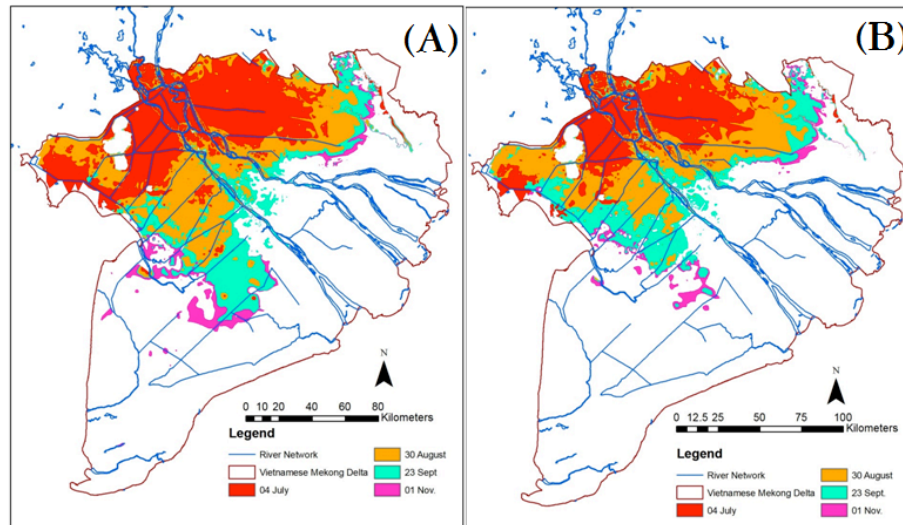 (A)
N
0 10 20 40 60 80
Kilometers
Legend
River Network
Vietnamese Mekong Delta
04 July
30 August
23 Sept
01 Nov.
(B)
N
0 12.5 25 50 75 100
Kilometers
Legend
River Network
Vietnamese Mekong Delta
04 July
30 August
23 Sept.
01 Nov.